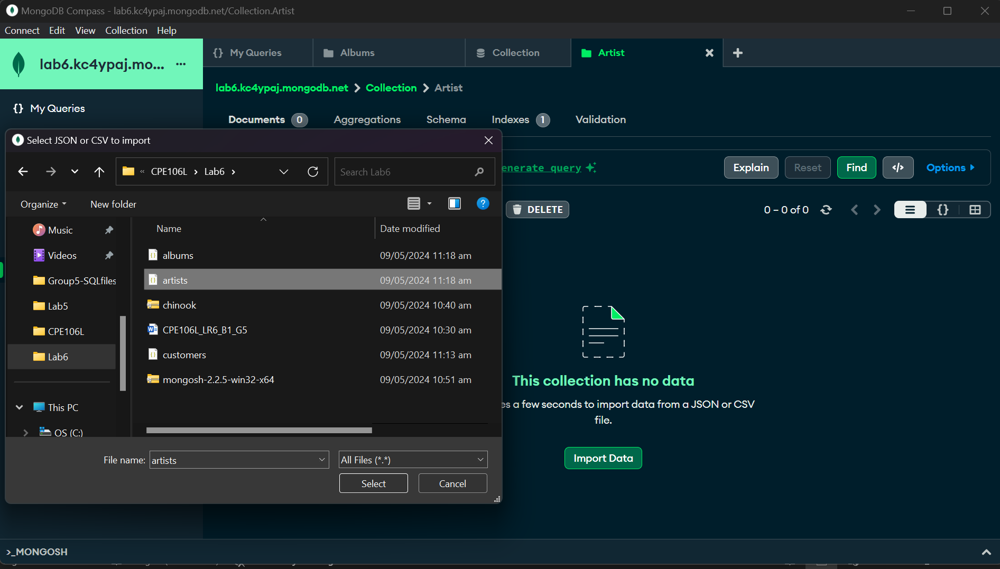 MongoDB Compass - lab6.kc4ypaj.mongodb.net/Collection.Artist
Connect Edit View Collection Help
lab6.kc4ypaj.mo... ···
{} My Queries
{} My Queries
Albums
Collection
Artist
lab6.kc4ypaj.mongodb.net > Collection > Artist
Documents 0 Aggregations Schema Indexes 1 Validation
Select JSON or CSV to import
« CPE106L > Lab6 >
Search Lab6
Organize New folder
?
Music
Videos
Group5-SQLfiles
Lab5
CPE106L
Lab6
This PC
OS (C:)
Name Date modified
albums 09/05/2024 11:18 am
artists 09/05/2024 11:18 am
chinook 09/05/2024 10:40 am
CPE106L_LR6_B1_G5 09/05/2024 10:30 am
customers 09/05/2024 11:13 am
mongosh-2.2.5-win32-x64 09/05/2024 10:51 am
File name: artists
All Files (*.*)
Select Cancel
enerate query
Explain Reset Find </> Options
DELETE
0 – 0 of 0
{}
This collection has no data
es a few seconds to import data from a JSON or CSV
file.
Import Data
>_MONGOSH